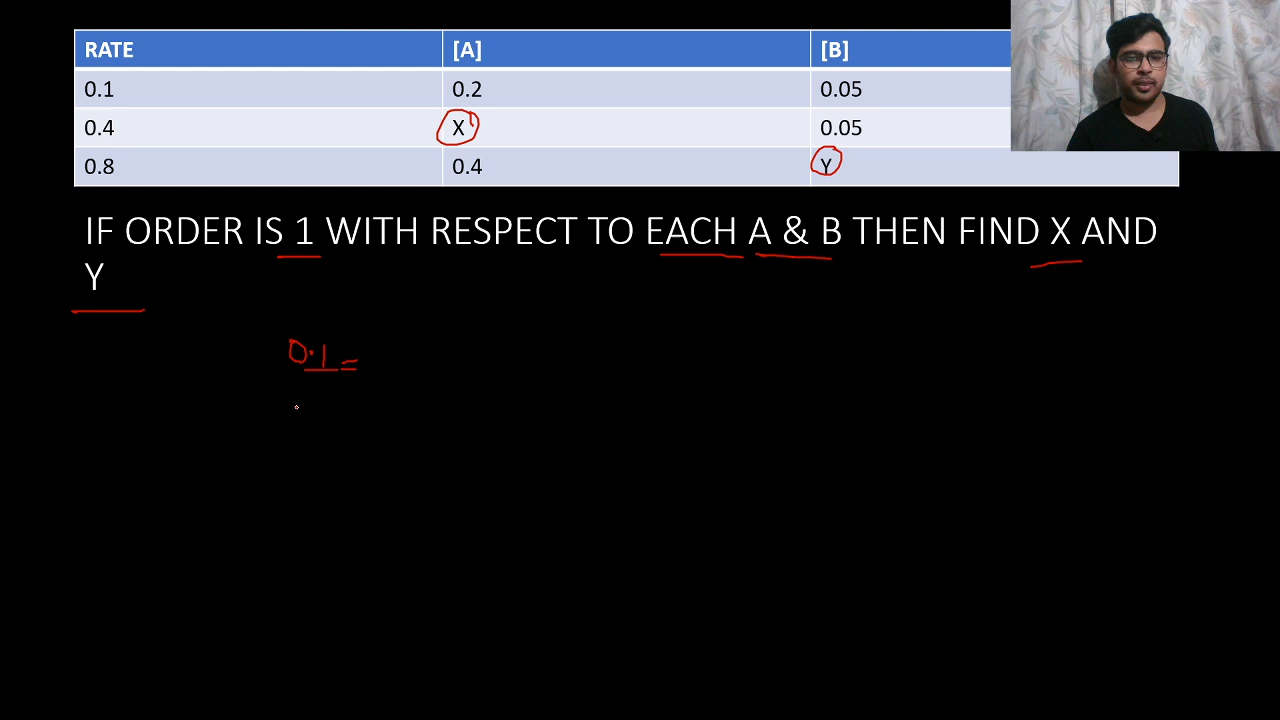 RATE [A] [B]
0.1 0.2 0.05
0.4 X 0.05
0.8 0.4 Y
IF ORDER IS 1 WITH RESPECT TO EACH A & B THEN FIND X AND
Y
0.1 =